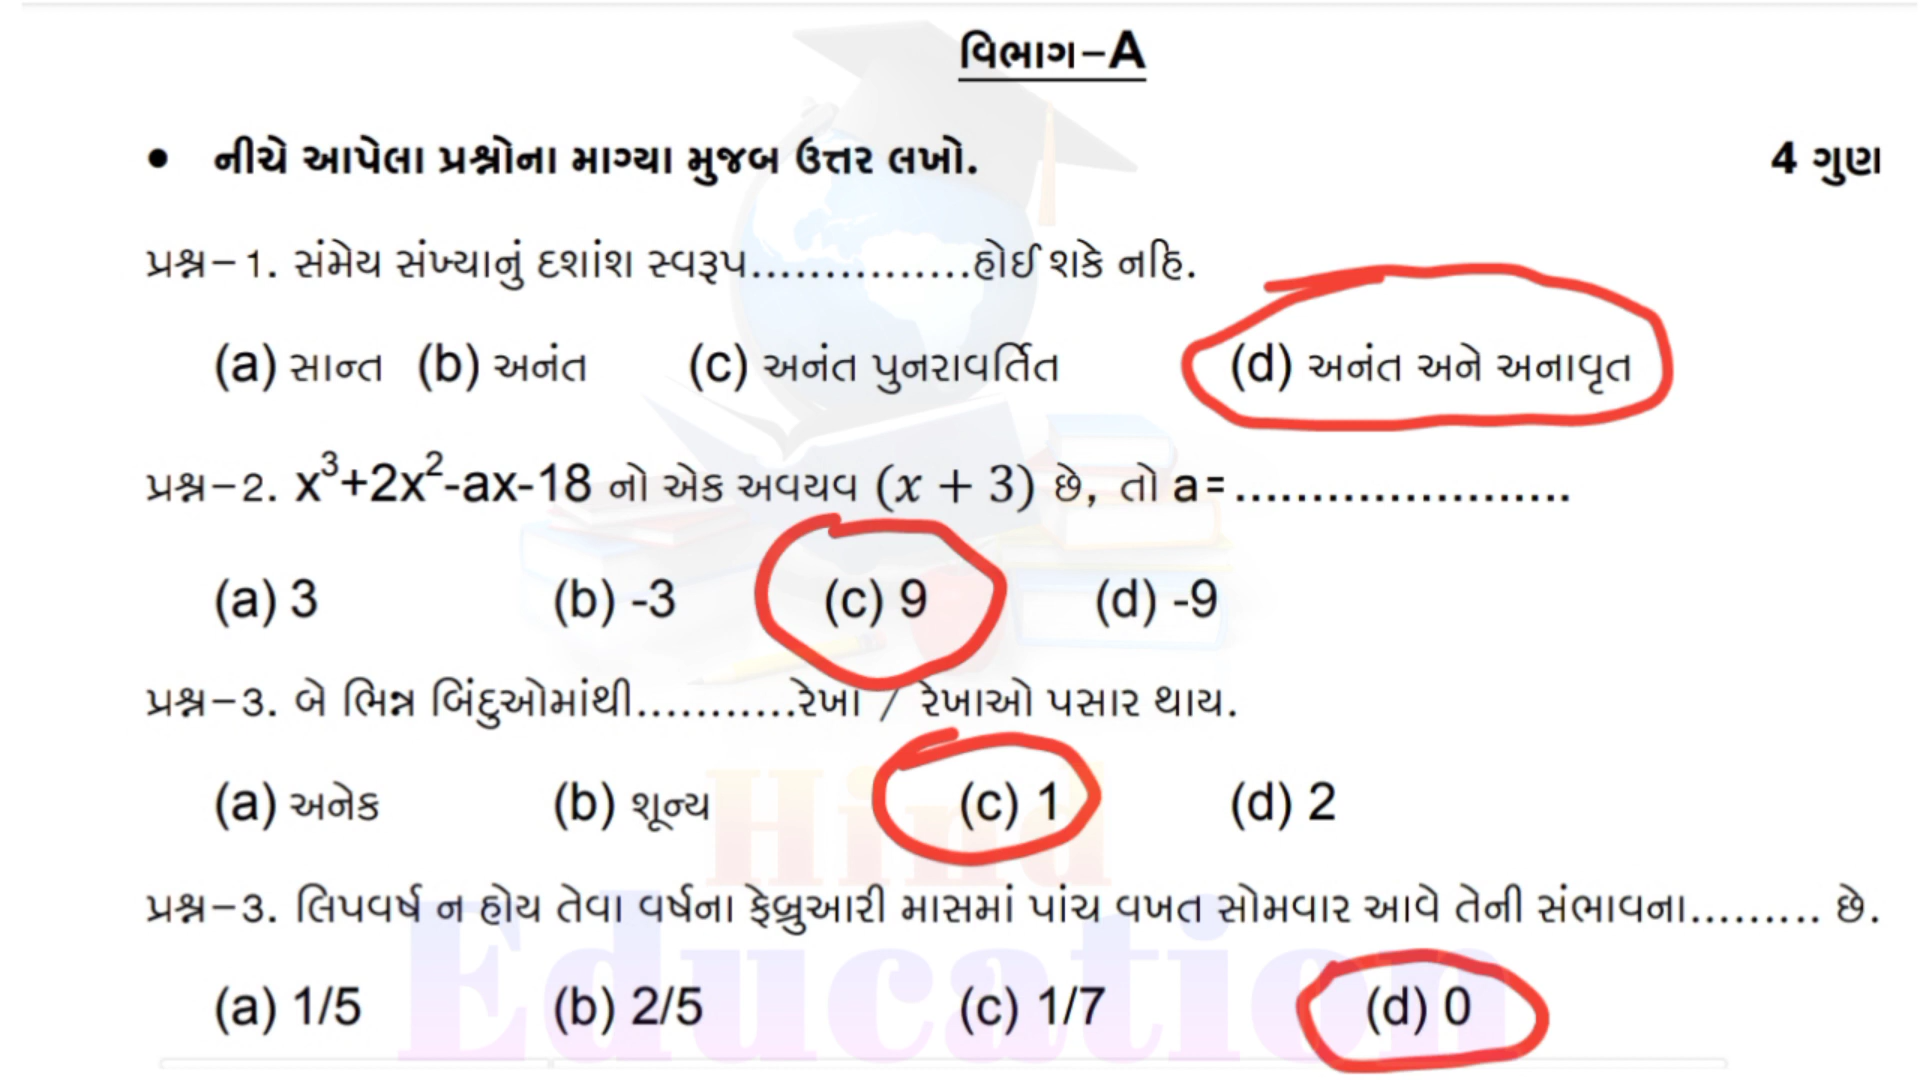 વિભાગ–A
• નીચે આપેલા પ્રશ્નોના માગ્યા મુજબ ઉત્તર લખો. 4 ગુણ
પ્રશ્ન–1. સંમેય સંખ્યાનું દશાંશ સ્વરૂપ...............હોઈ શકે નહિ.
(a) સાન્ત (b) અનંત (c) અનંત પુનરાવર્તિત (d) અનંત અને અનાવૃત
પ્રશ્ન–2. x³+2x²-ax-18 નો એક અવયવ (x + 3) છે, તો a=......................
(a) 3 (b) -3 (c) 9 (d) -9
પ્રશ્ન–3. બે ભિન્ન બિંદુઓમાંથી...........રેખા / રેખાઓ પસાર થાય.
(a) અનેક (b) શૂન્ય (c) 1 (d) 2
પ્રશ્ન–3. લિપવર્ષ ન હોય તેવા વર્ષના ફેબ્રુઆરી માસમાં પાંચ વખત સોમવાર આવે તેની સંભાવના......... છે.
(a) 1/5 (b) 2/5 (c) 1/7 (d) 0
Hind
Education